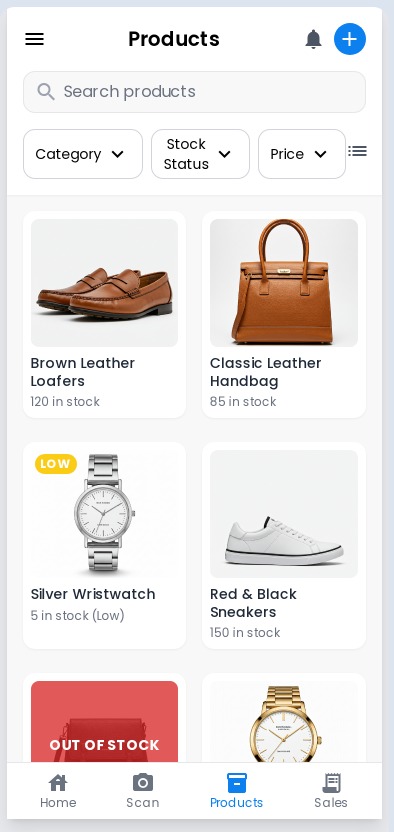 Products
Search products
Category
Stock
Status
Price
Brown Leather
Loafers
120 in stock
Classic Leather
Handbag
85 in stock
LOW
Silver Wristwatch
5 in stock (Low)
Red & Black
Sneakers
150 in stock
OUT OF STOCK
Home
Scan
Products
Sales